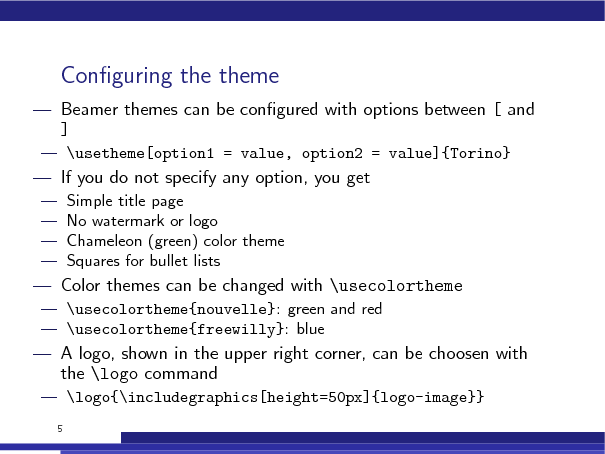 Configuring the theme
— Beamer themes can be configured with options between [ and
]
— \usetheme[option1 = value, option2 = value]{Torino}
— If you do not specify any option, you get
— Simple title page
— No watermark or logo
— Chameleon (green) color theme
— Squares for bullet lists
— Color themes can be changed with \usecolortheme
— \usecolortheme{nouvelle}: green and red
— \usecolortheme{freewilly}: blue
— A logo, shown in the upper right corner, can be choosen with
the \logo command
— \logo{\includegraphics[height=50px]{logo-image}}
5